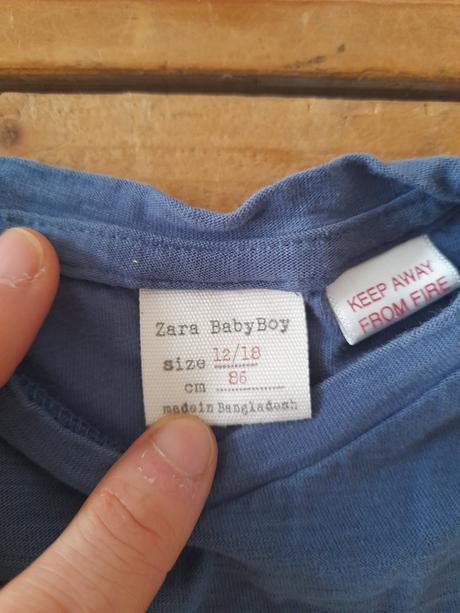 Zara BabyBoy
size 12/18
cm 86
made in Bangladesh
KEEP AWAY
FROM FIRE